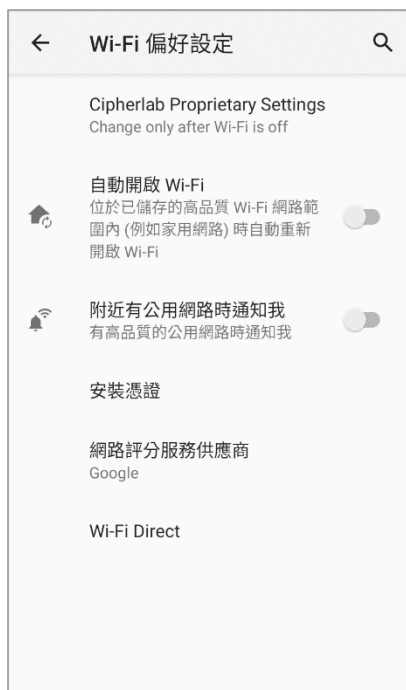 Wi-Fi 偏好設定
Cipherlab Proprietary Settings
Change only after Wi-Fi is off
自動開啟 Wi-Fi
位於已儲存的高品質 Wi-Fi 網路範
圍內 (例如家用網路) 時自動重新
開啟 Wi-Fi
附近有公用網路時通知我
有高品質的公用網路時通知我
安裝憑證
網路評分服務供應商
Google
Wi-Fi Direct